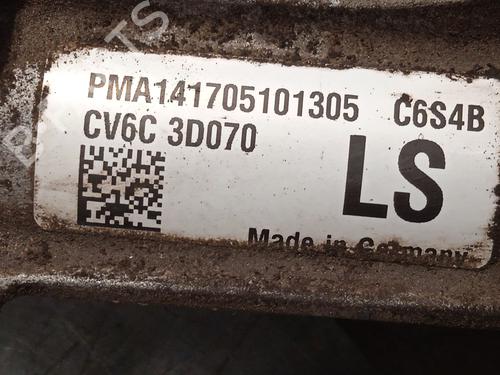 PMA141705101305 C6S4B
CV6C 3D070
LS
Made in Germany